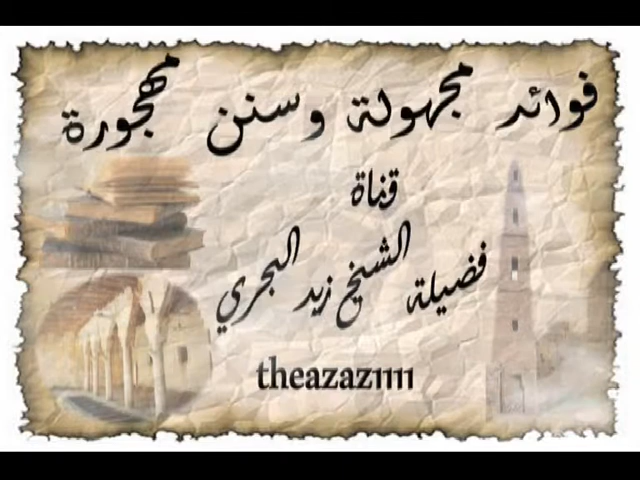 فوائد مجهولة وسنن مهجورة
قناة
فضيلة الشيخ زيد البحري
theazaz1111